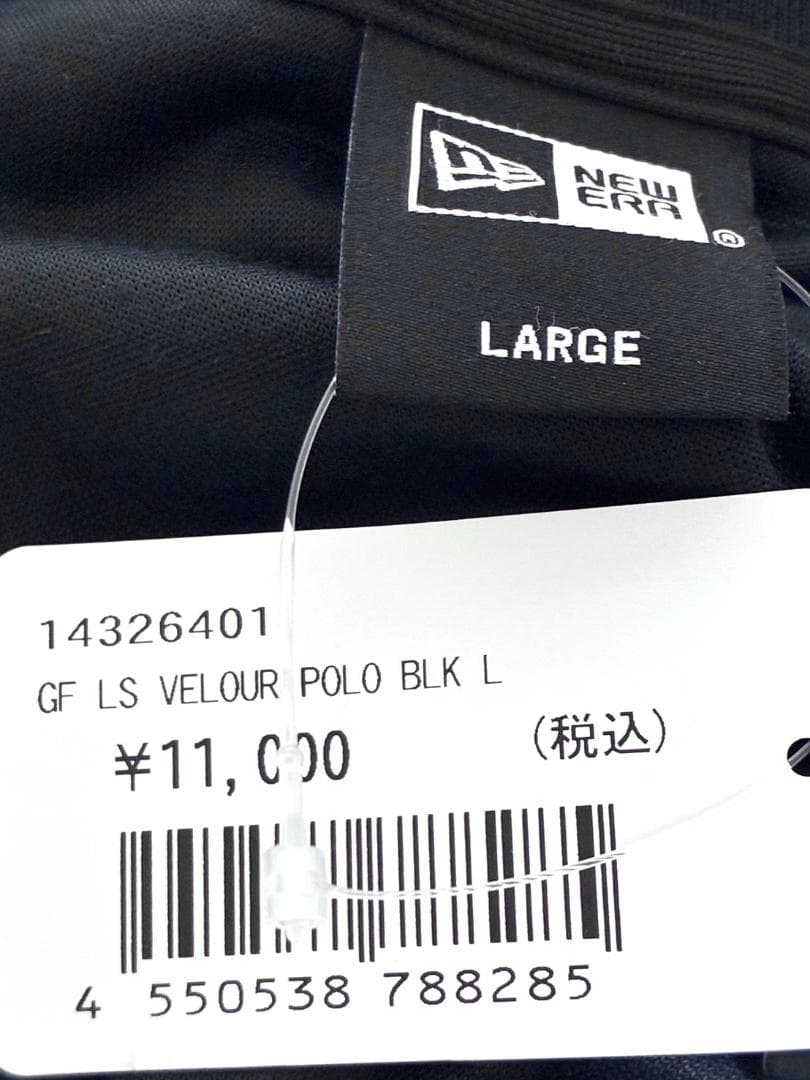 NEW
ERA
®
LARGE
14326401
GF LS VELOUR POLO BLK L
¥11,000
(税込)
4 550538 788285